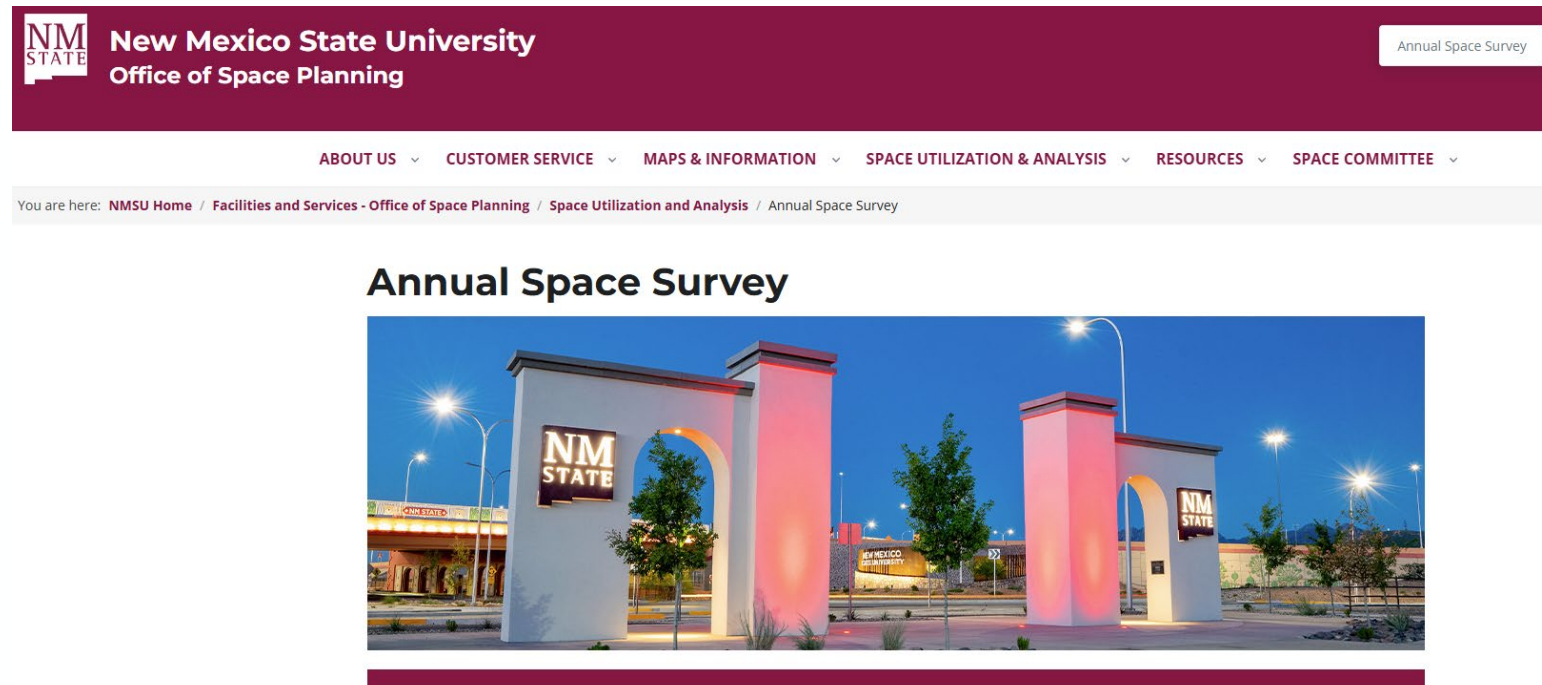 NM
STATE
New Mexico State University
Office of Space Planning
Annual Space Survey
ABOUT US
CUSTOMER SERVICE
MAPS & INFORMATION
SPACE UTILIZATION & ANALYSIS
RESOURCES
SPACE COMMITTEE
You are here: NMSU Home / Facilities and Services - Office of Space Planning / Space Utilization and Analysis / Annual Space Survey
Annual Space Survey
NM
STATE
NM STATE
NEW MEXICO
STATE UNIVERSITY
NM
STATE